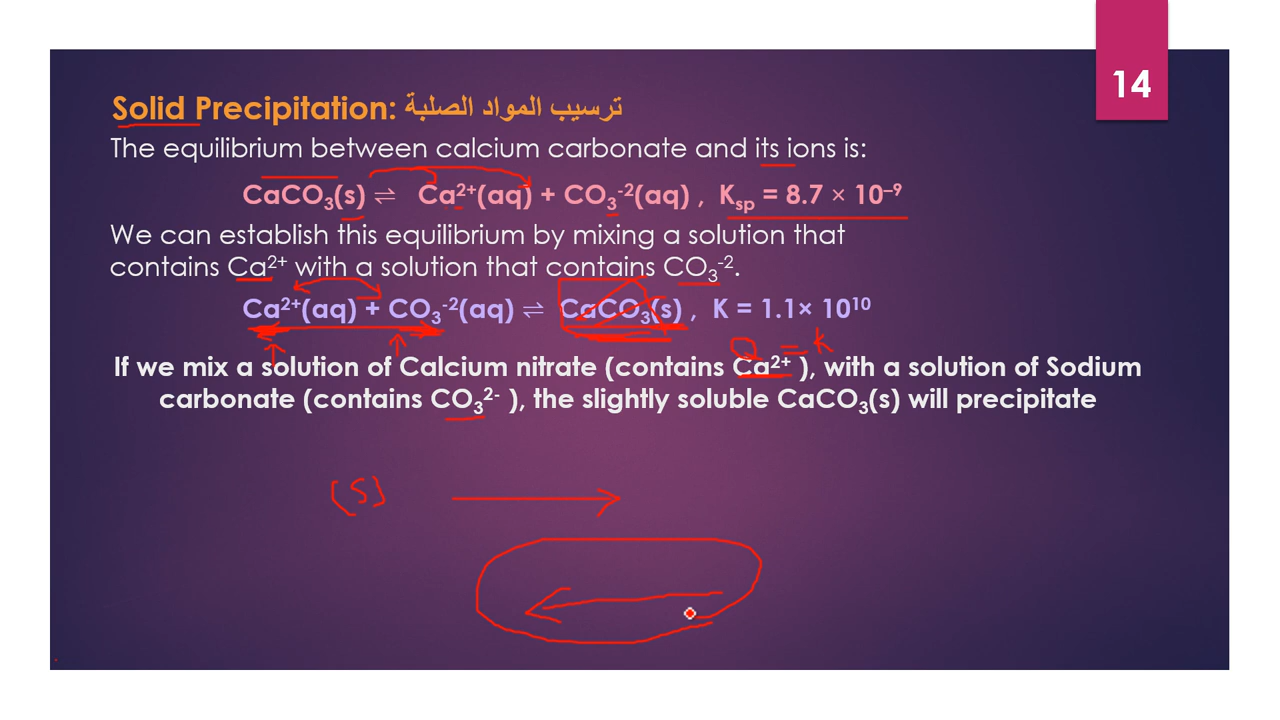 14
Solid Precipitation: ترسيب المواد الصلبة
The equilibrium between calcium carbonate and its ions is:
CaCO₃(s) ⇌ Ca²⁺(aq) + CO₃⁻²(aq) , Ksp = 8.7 × 10⁻⁹
We can establish this equilibrium by mixing a solution that
contains Ca²⁺ with a solution that contains CO₃⁻².
Ca²⁺(aq) + CO₃⁻²(aq) ⇌ CaCO₃(s) , K = 1.1× 10¹⁰
Q = K
If we mix a solution of Calcium nitrate (contains Ca²⁺ ), with a solution of Sodium
carbonate (contains CO₃²⁻ ), the slightly soluble CaCO₃(s) will precipitate
(S)